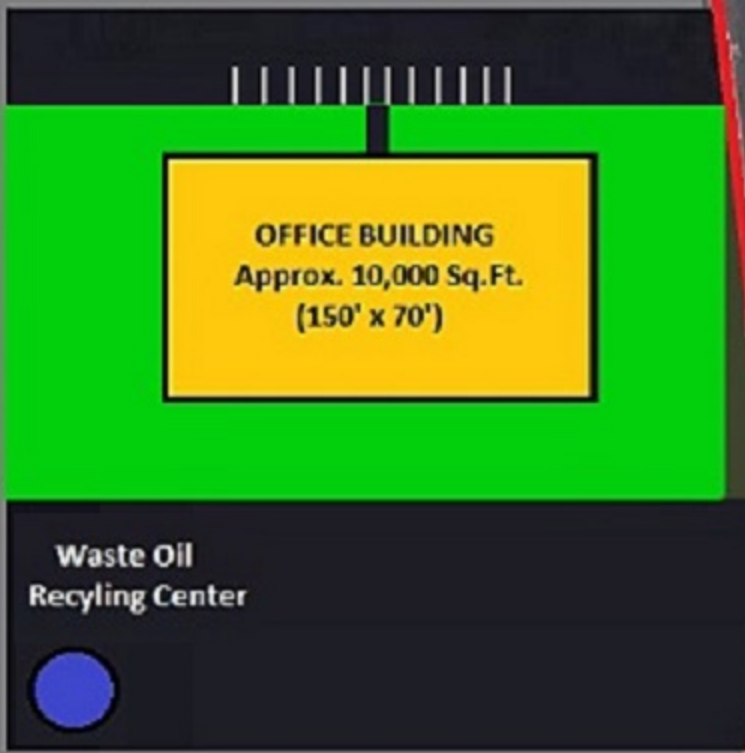 OFFICE BUILDING
Approx. 10,000 Sq.Ft.
(150' x 70')
Waste Oil
Recyling Center